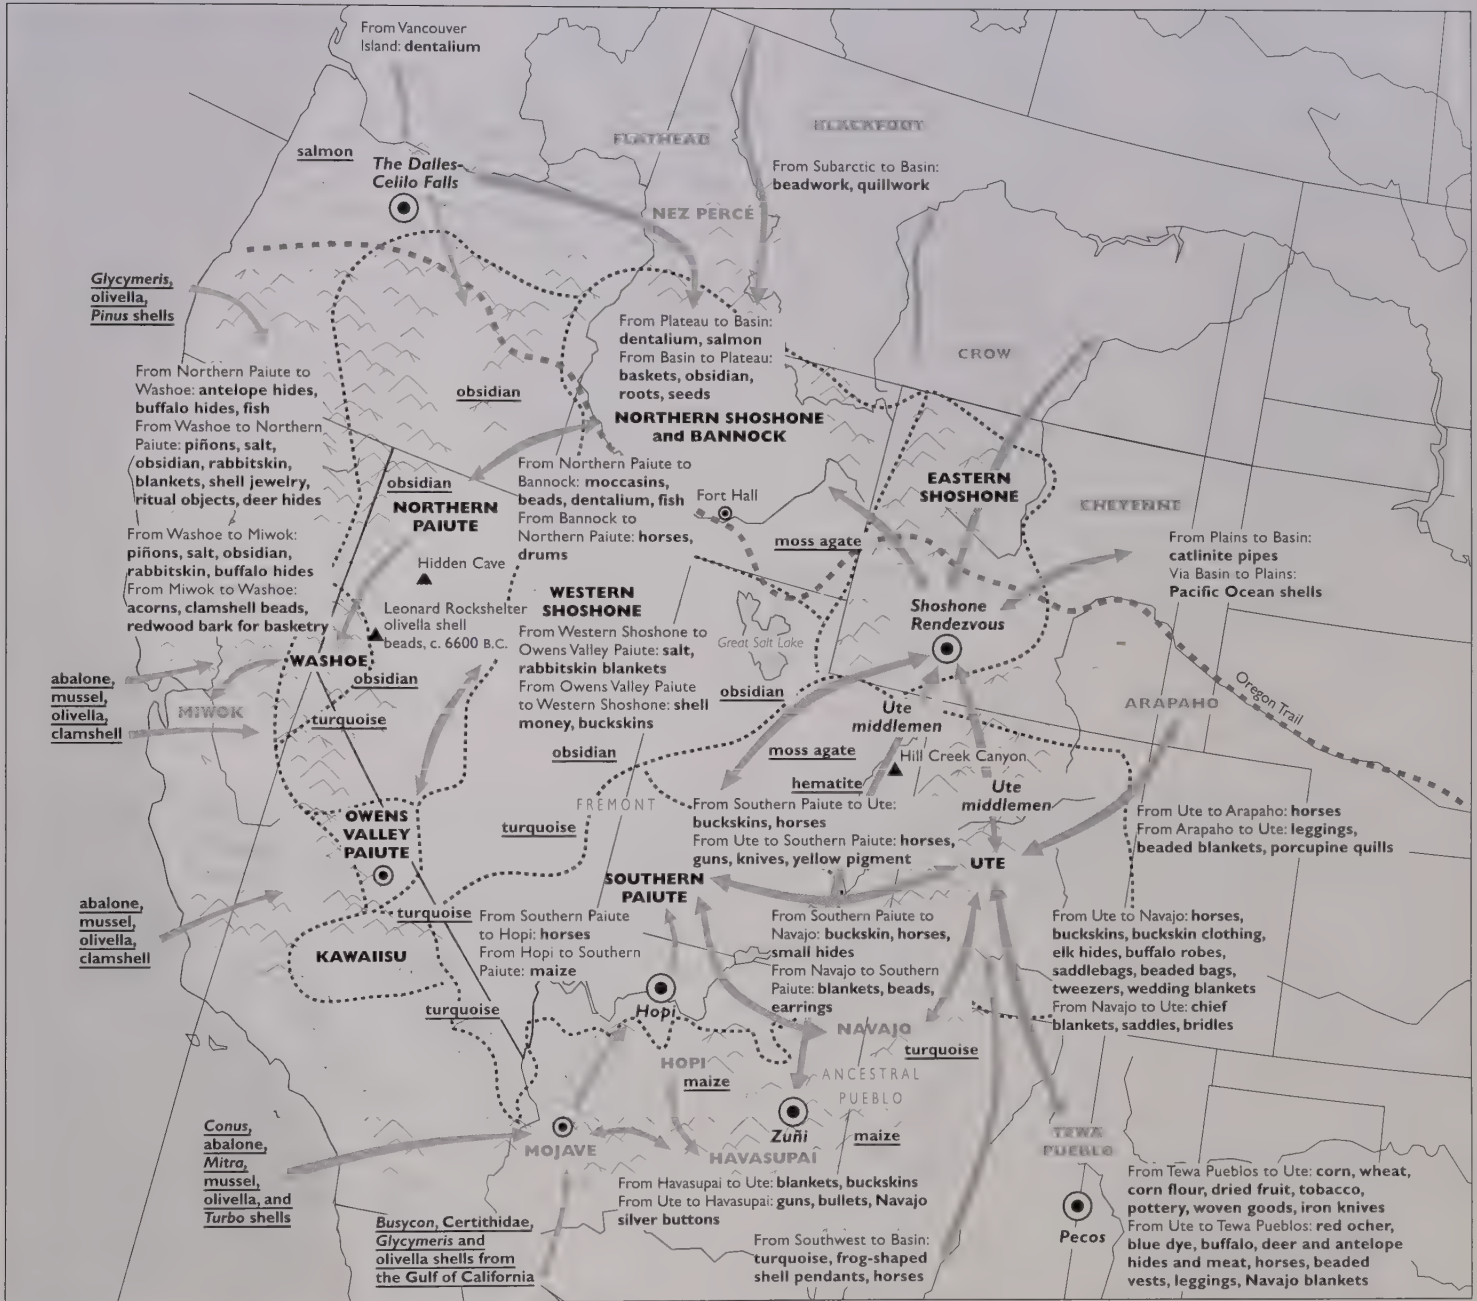 From Vancouver
Island: dentalium
FLATHEAD
BLACKFOOT
salmon
The Dalles-
Celilo Falls
From Subarctic to Basin:
beadwork, quillwork
NEZ PERCÉ
Glycymeris,
olivella,
Pinus shells
From Plateau to Basin:
dentalium, salmon
From Basin to Plateau:
baskets, obsidian,
roots, seeds
CROW
From Northern Paiute to
Washoe: antelope hides,
buffalo hides, fish
From Washoe to Northern
Paiute: piñons, salt,
obsidian, rabbitskin,
blankets, shell jewelry,
ritual objects, deer hides
obsidian
NORTHERN SHOSHONE
and BANNOCK
obsidian
NORTHERN
PAIUTE
From Northern Paiute to
Bannock: moccasins,
beads, dentalium, fish
From Bannock to
Northern Paiute: horses,
drums
Fort Hall
EASTERN
SHOSHONE
CHEYENNE
moss agate
From Plains to Basin:
catlinite pipes
Via Basin to Plains:
Pacific Ocean shells
From Washoe to Miwok:
piñons, salt, obsidian,
rabbitskin, buffalo hides
From Miwok to Washoe:
acorns, clamshell beads,
redwood bark for basketry
Hidden Cave
Leonard Rockshelter
olivella shell
beads, c. 6600 B.C.
WESTERN
SHOSHONE
From Western Shoshone to
Owens Valley Paiute: salt,
rabbitskin blankets
From Owens Valley Paiute
to Western Shoshone: shell
money, buckskins
Great Salt Lake
Shoshone
Rendezvous
WASHOE
obsidian
abalone,
mussel,
olivella,
clamshell
MIWOK
turquoise
obsidian
obsidian
Ute
middlemen
ARAPAHO
Oregon Trail
moss agate
Hill Creek Canyon
hematite
Ute
middlemen
FREMONT
From Southern Paiute to Ute:
buckskins, horses
From Ute to Southern Paiute: horses,
guns, knives, yellow pigment
From Ute to Arapaho: horses
From Arapaho to Ute: leggings,
beaded blankets, porcupine quills
OWENS
VALLEY
PAIUTE
turquoise
UTE
SOUTHERN
PAIUTE
abalone,
mussel,
olivella,
clamshell
turquoise
KAWAIISU
From Southern Paiute
to Hopi: horses
From Hopi to Southern
Paiute: maize
From Southern Paiute to
Navajo: buckskin, horses,
small hides
From Navajo to Southern
Paiute: blankets, beads,
earrings
From Ute to Navajo: horses,
buckskins, buckskin clothing,
elk hides, buffalo robes,
saddlebags, beaded bags,
tweezers, wedding blankets
From Navajo to Ute: chief
blankets, saddles, bridles
turquoise
Hopi
NAVAJO
turquoise
HOPI
maize
ANCESTRAL
PUEBLO
Zuñi
maize
Conus,
abalone,
Mitra,
mussel,
olivella, and
Turbo shells
MOJAVE
HAVASUPAI
TEWA
PUEBLO
From Havasupai to Ute: blankets, buckskins
From Ute to Havasupai: guns, bullets, Navajo
silver buttons
Busycon, Certithidae,
Glycymeris and
olivella shells from
the Gulf of California
From Southwest to Basin:
turquoise, frog-shaped
shell pendants, horses
Pecos
From Tewa Pueblos to Ute: corn, wheat,
corn flour, dried fruit, tobacco,
pottery, woven goods, iron knives
From Ute to Tewa Pueblos: red ocher,
blue dye, buffalo, deer and antelope
hides and meat, horses, beaded
vests, leggings, Navajo blankets